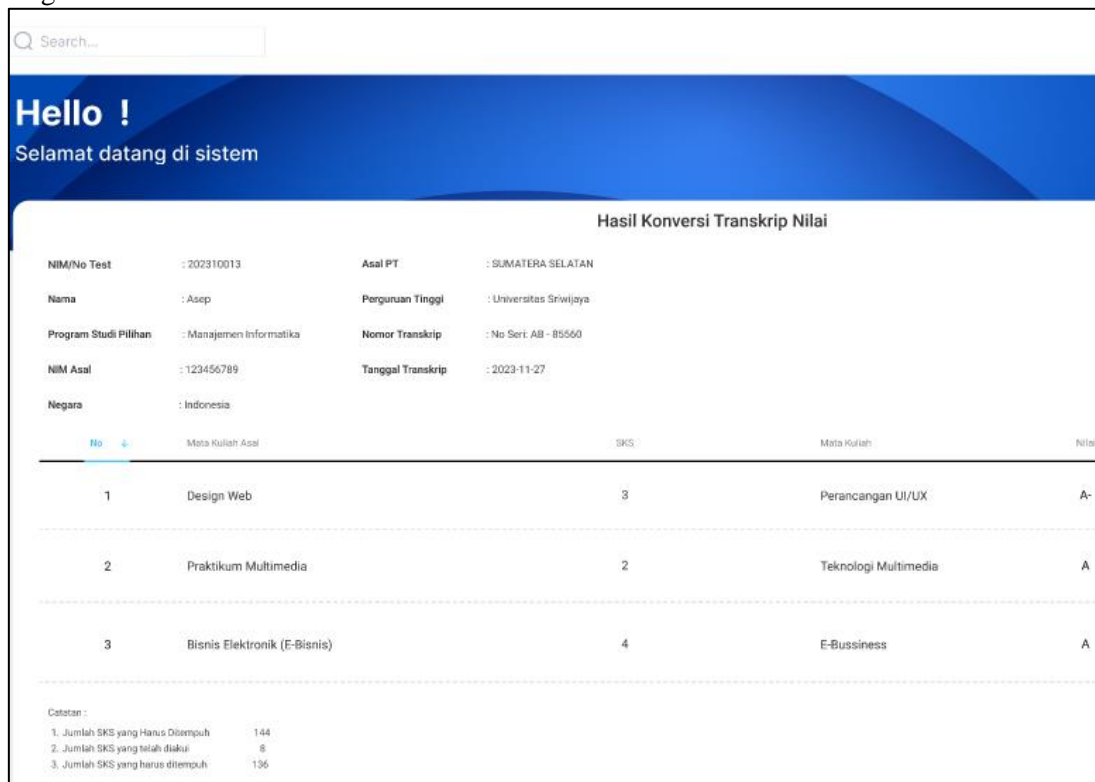 Search...
Hello !
Selamat datang di sistem
Hasil Konversi Transkrip Nilai
NIM/No Test : 202310013 Asal PT : SUMATERA SELATAN
Nama : Asep Perguruan Tinggi : Universitas Sriwijaya
Program Studi Pilihan : Manajemen Informatika Nomor Transkrip : No Seri: AB - 85560
NIM Asal : 123456789 Tanggal Transkrip : 2023-11-27
Negara : Indonesia
No ↓ Mata Kuliah Asal SKS Mata Kuliah Nilai
1 Design Web 3 Perancangan UI/UX A-
2 Praktikum Multimedia 2 Teknologi Multimedia A
3 Bisnis Elektronik (E-Bisnis) 4 E-Bussiness A
Catatan :
1. Jumlah SKS yang Harus Ditempuh 144
2. Jumlah SKS yang telah diakui 8
3. Jumlah SKS yang harus ditempuh 136